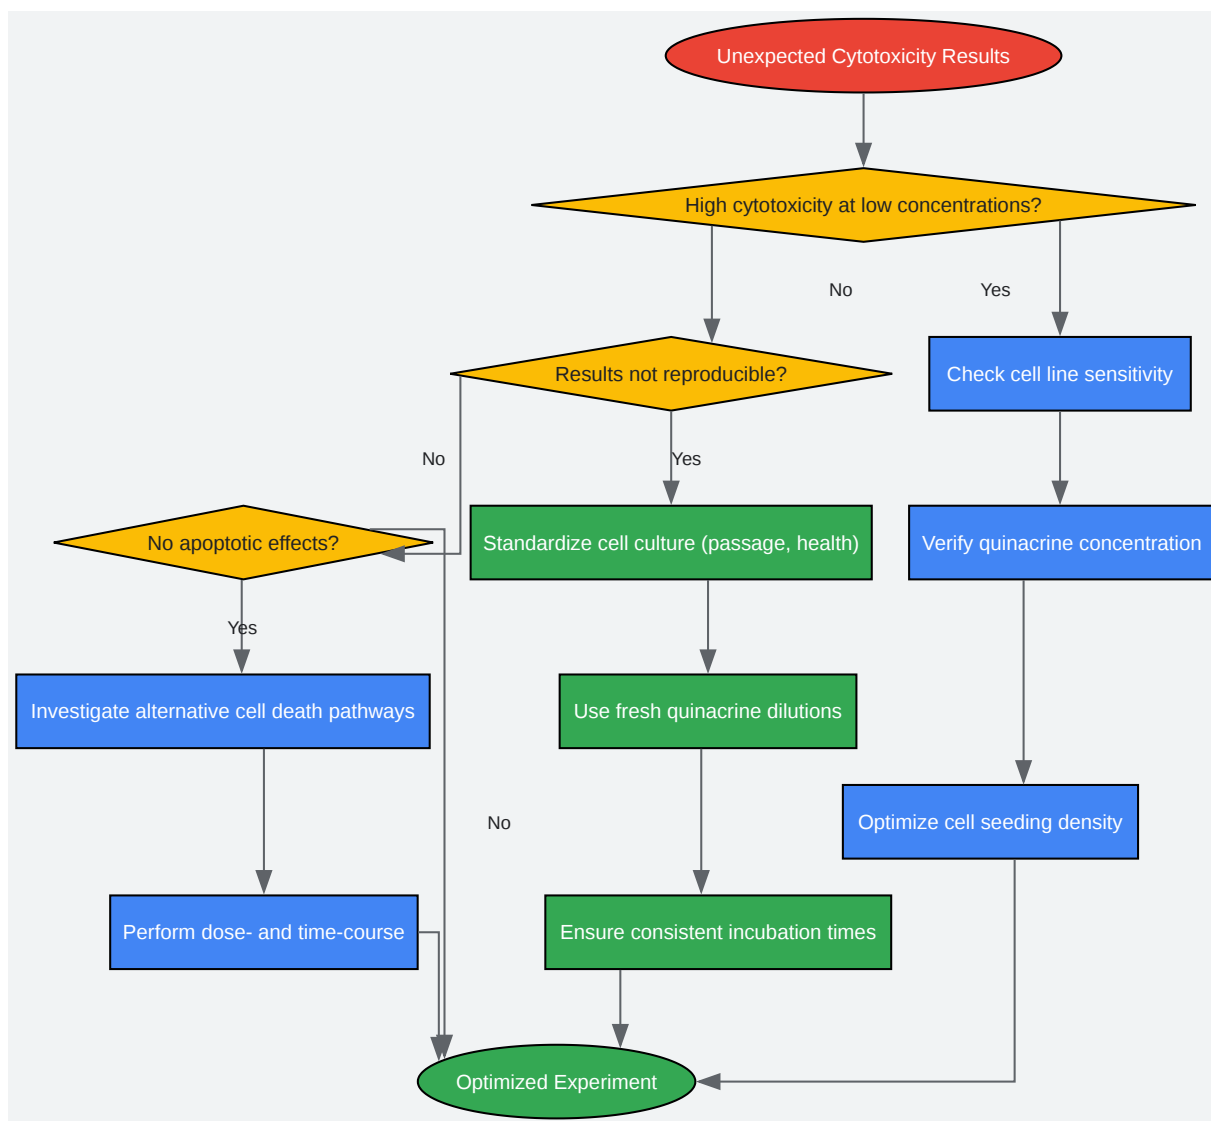 Unexpected Cytotoxicity Results
High cytotoxicity at low concentrations?
No
Yes
Results not reproducible?
Check cell line sensitivity
No
Yes
No apoptotic effects?
Standardize cell culture (passage, health)
Verify quinacrine concentration
Yes
Investigate alternative cell death pathways
Use fresh quinacrine dilutions
No
Optimize cell seeding density
Perform dose- and time-course
Ensure consistent incubation times
Optimized Experiment